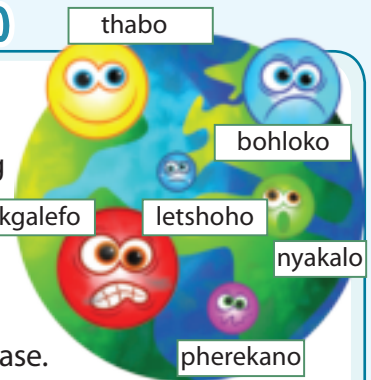 thabo
bohloko
kgalefo
letshoho
nyakalo
pherekano
ase.